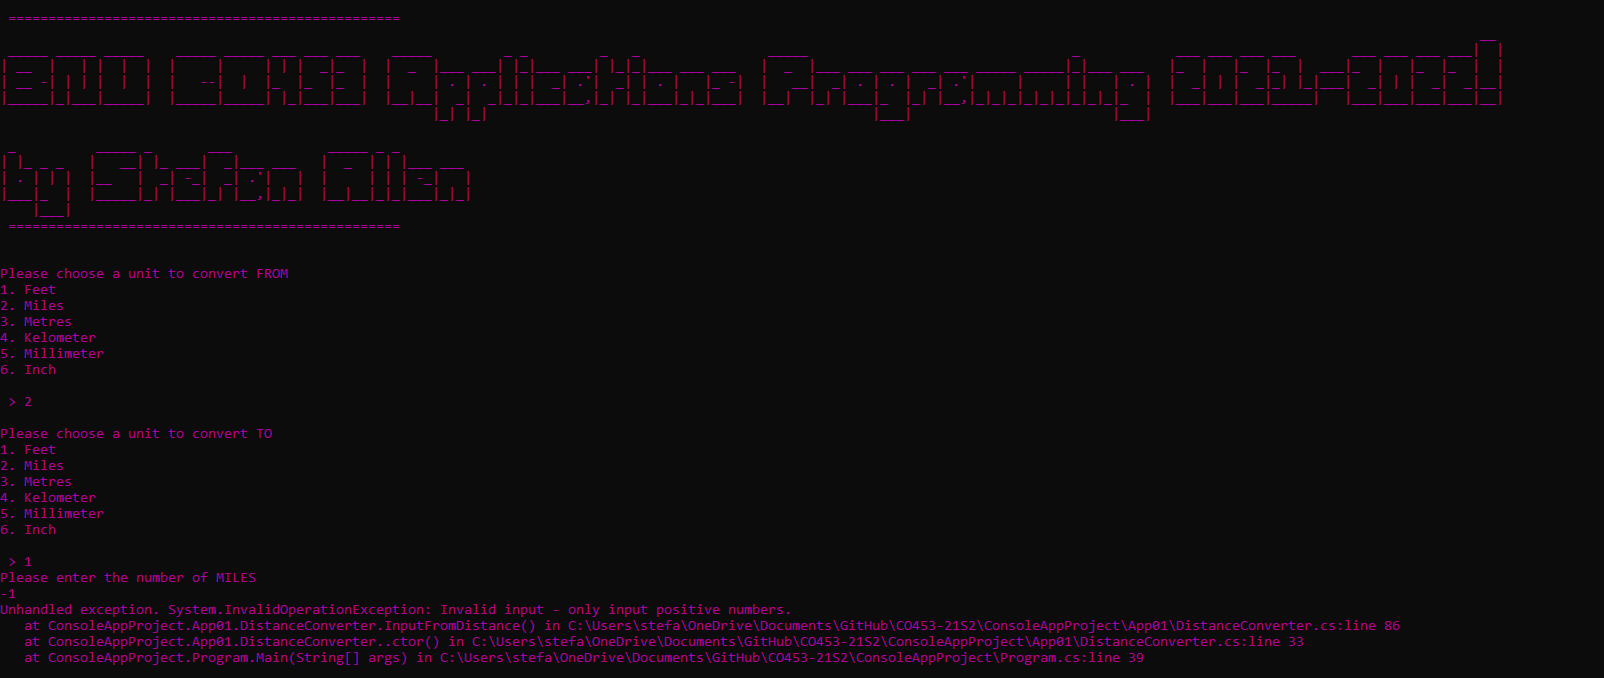 =================================================
BNU CO453 Applications Programming 2021-2022!
by Stefan Allen
=================================================
Please choose a unit to convert FROM
1. Feet
2. Miles
3. Metres
4. Kelometer
5. Millimeter
6. Inch
> 2
Please choose a unit to convert TO
1. Feet
2. Miles
3. Metres
4. Kelometer
5. Millimeter
6. Inch
> 1
Please enter the number of MILES
-1
Unhandled exception. System.InvalidOperationException: Invalid input - only input positive numbers.
at ConsoleAppProject.App01.DistanceConverter.InputFromDistance() in C:\Users\stefa\OneDrive\Documents\GitHub\CO453-21S2\ConsoleAppProject\App01\DistanceConverter.cs:line 86
at ConsoleAppProject.App01.DistanceConverter..ctor() in C:\Users\stefa\OneDrive\Documents\GitHub\CO453-21S2\ConsoleAppProject\App01\DistanceConverter.cs:line 33
at ConsoleAppProject.Program.Main(String[] args) in C:\Users\stefa\OneDrive\Documents\GitHub\CO453-21S2\ConsoleAppProject\Program.cs:line 39